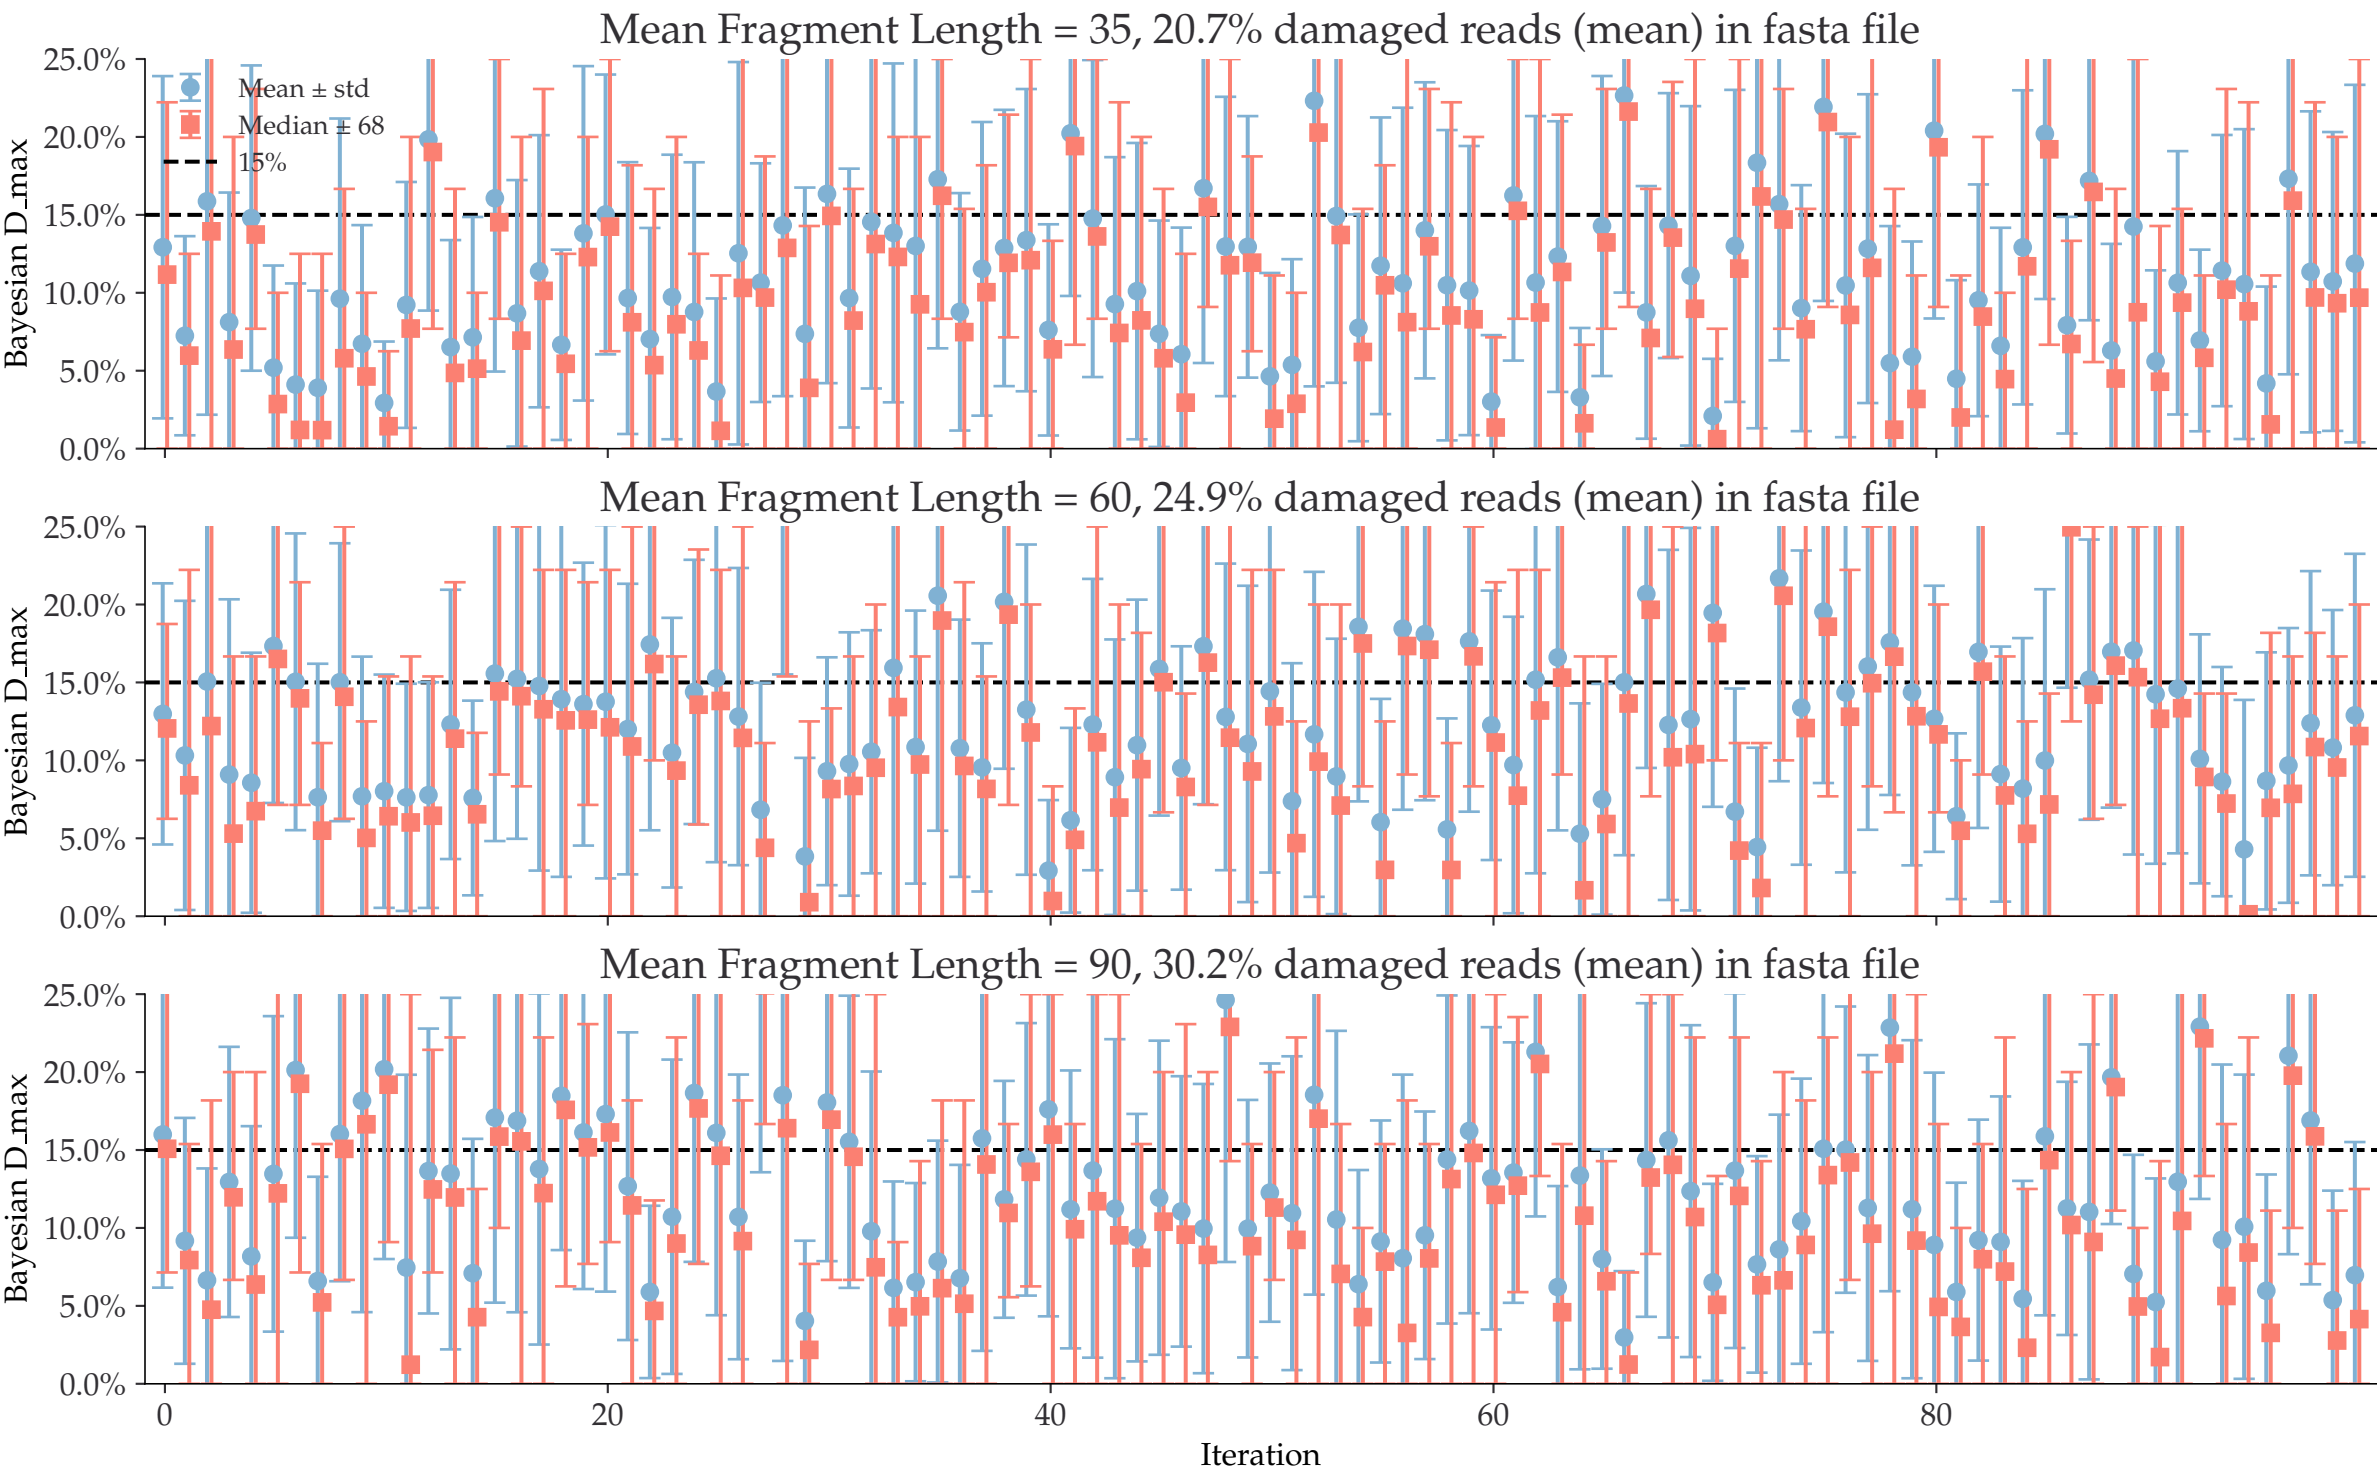 Mean Fragment Length = 35, 20.7% damaged reads (mean) in fasta file
25.0%
20.0%
15.0%
10.0%
5.0%
0.0%
Bayesian D_max
Mean ± std
Median ± 68
15%
Mean Fragment Length = 60, 24.9% damaged reads (mean) in fasta file
25.0%
20.0%
15.0%
10.0%
5.0%
0.0%
Bayesian D_max
Mean Fragment Length = 90, 30.2% damaged reads (mean) in fasta file
25.0%
20.0%
15.0%
10.0%
5.0%
0.0%
Bayesian D_max
0 20 40 60 80
Iteration